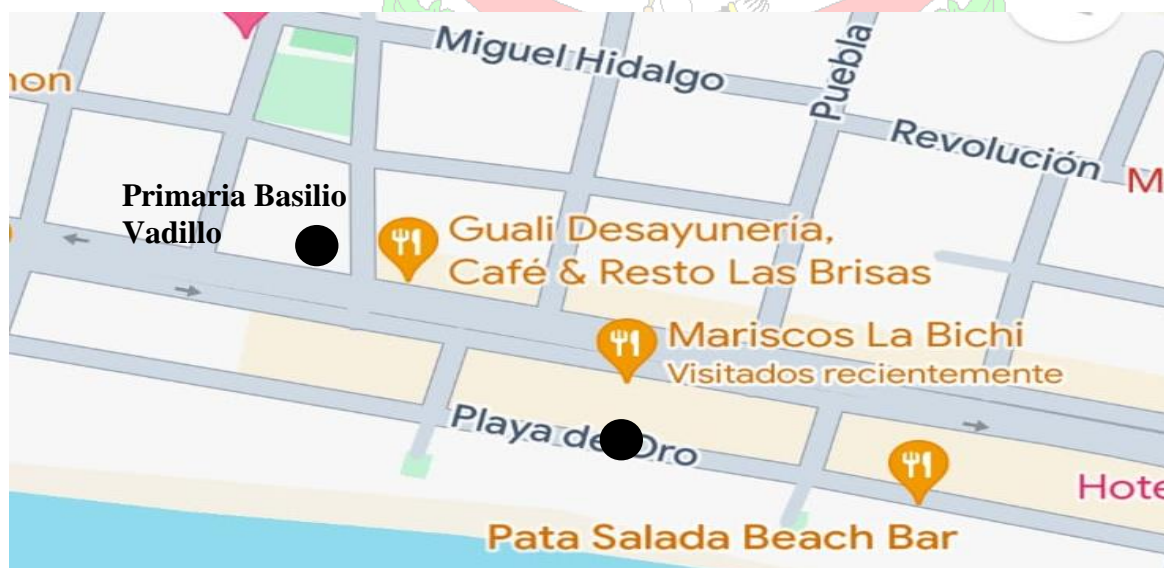 Miguel Hidalgo
Puebla
Revolución
Primaria Basilio
Vadillo
Guali Desayunería,
Café & Resto Las Brisas
Mariscos La Bichi
Visitados recientemente
Playa de Oro
Pata Salada Beach Bar